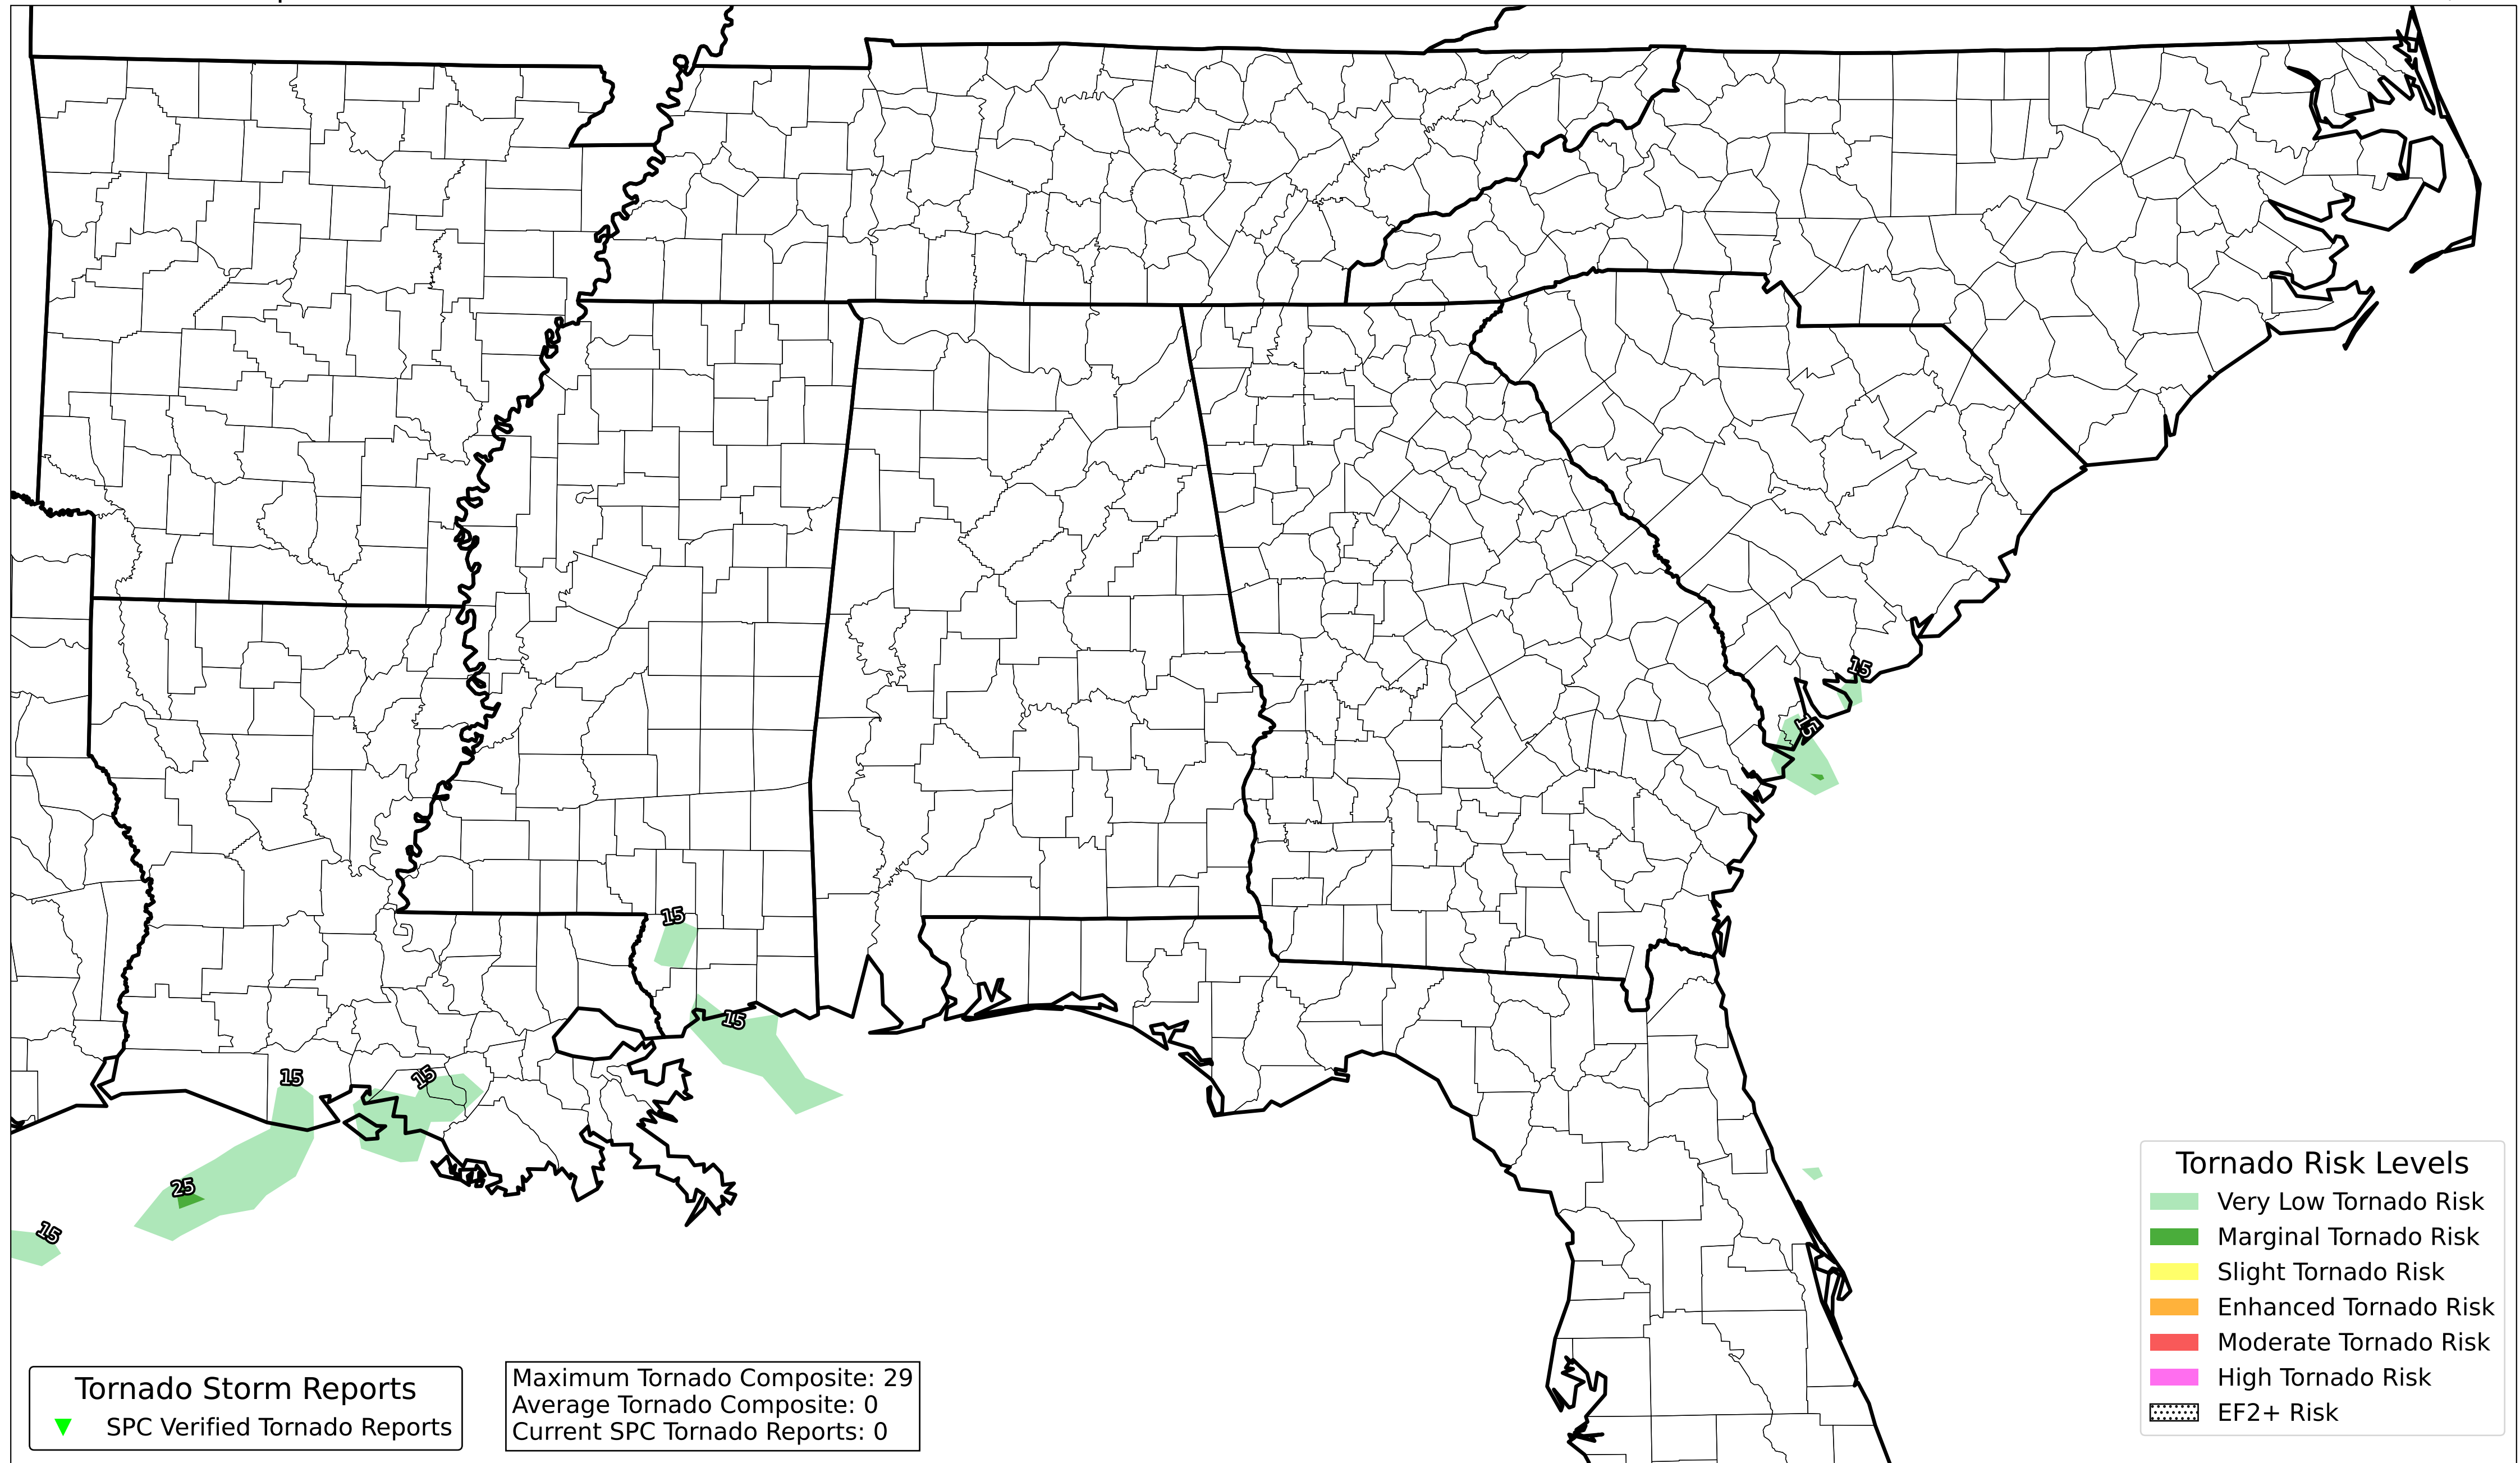 15
15
15
15
15
15
25
15
Tornado Risk Levels
Very Low Tornado Risk
Marginal Tornado Risk
Slight Tornado Risk
Enhanced Tornado Risk
Moderate Tornado Risk
High Tornado Risk
EF2+ Risk
Tornado Storm Reports
SPC Verified Tornado Reports
Maximum Tornado Composite: 29
Average Tornado Composite: 0
Current SPC Tornado Reports: 0